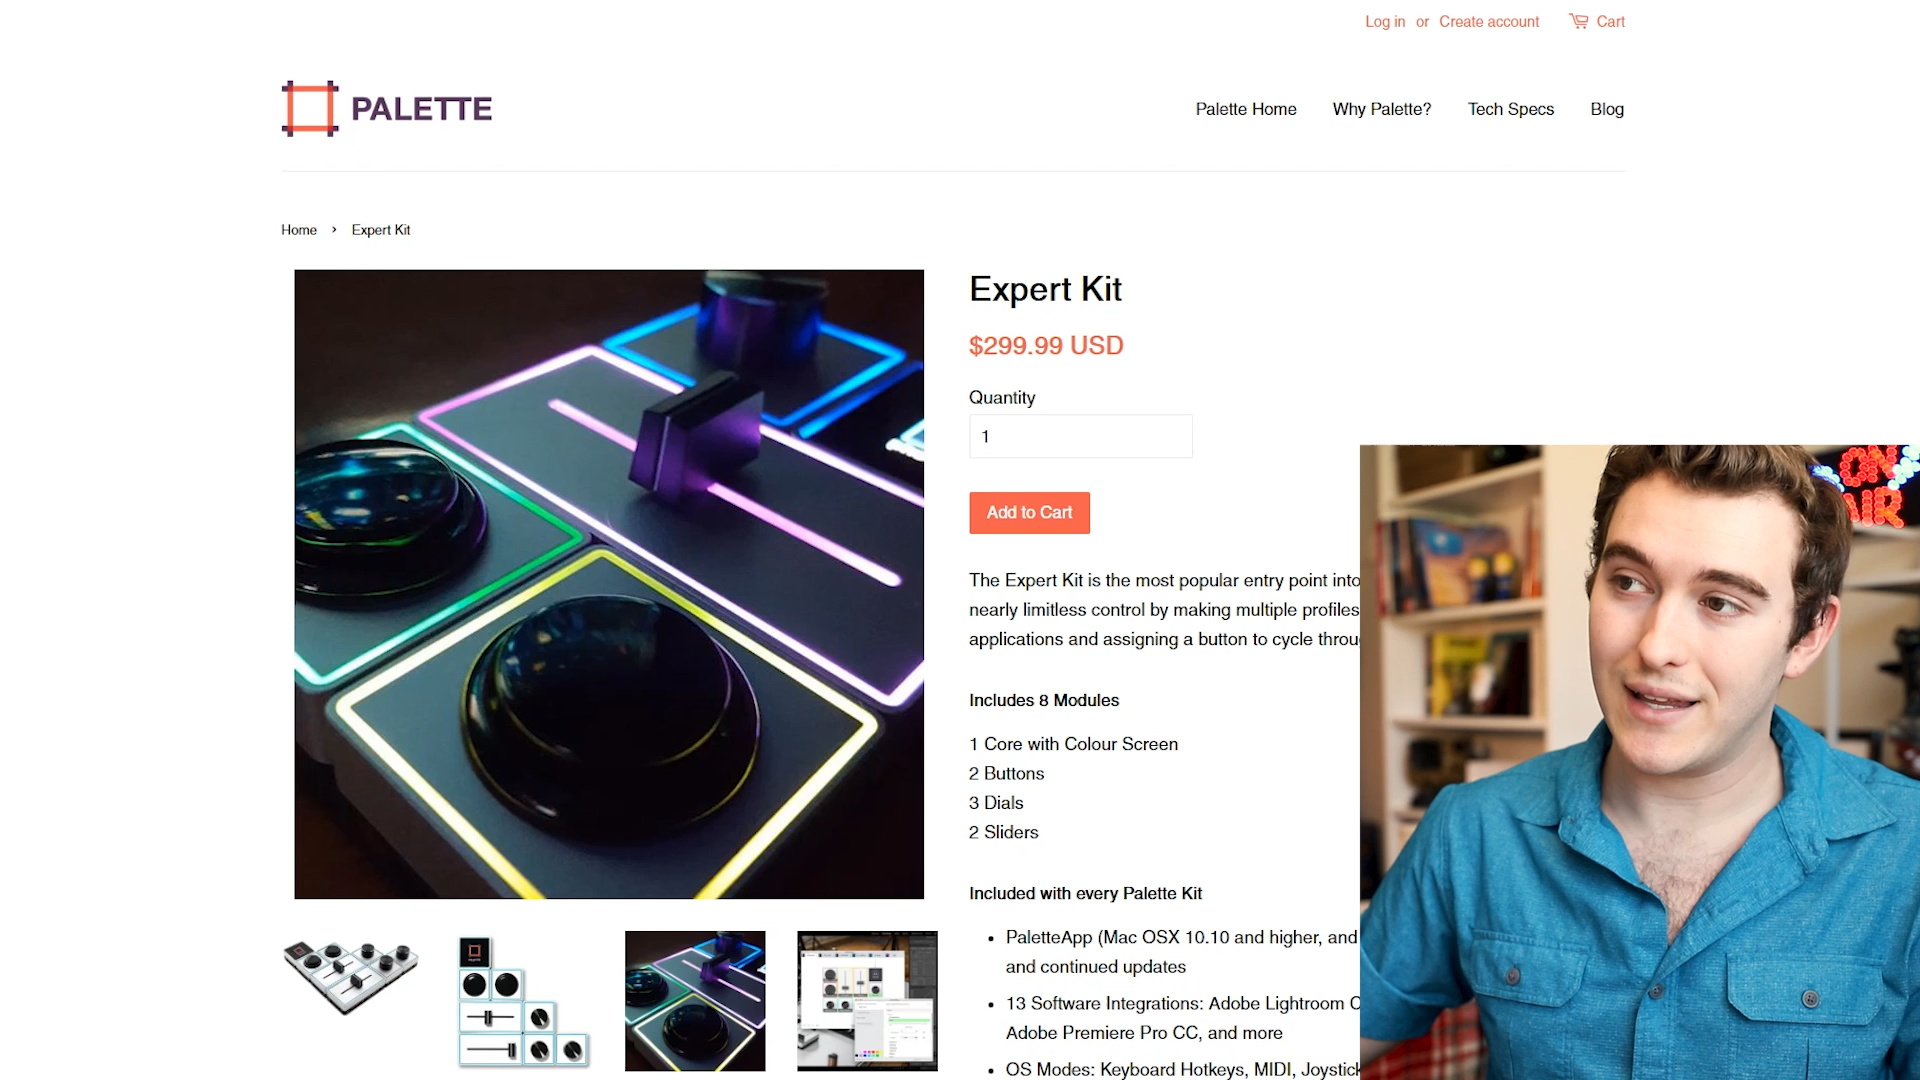 Log in or Create account Cart
PALETTE
Palette Home Why Palette? Tech Specs Blog
Home › Expert Kit
Expert Kit
$299.99 USD
Quantity
1
Add to Cart
The Expert Kit is the most popular entry point into
nearly limitless control by making multiple profiles
applications and assigning a button to cycle
Includes 8 Modules
1 Core with Colour Screen
2 Buttons
3 Dials
2 Sliders
Included with every Palette Kit
• PaletteApp (Mac OSX 10.10 and higher, and
and continued updates
• 13 Software Integrations: Adobe Lightroom
Adobe Premiere Pro CC, and more
• OS Modes: Keyboard Hotkeys, MIDI, Joystick
ON
AIR